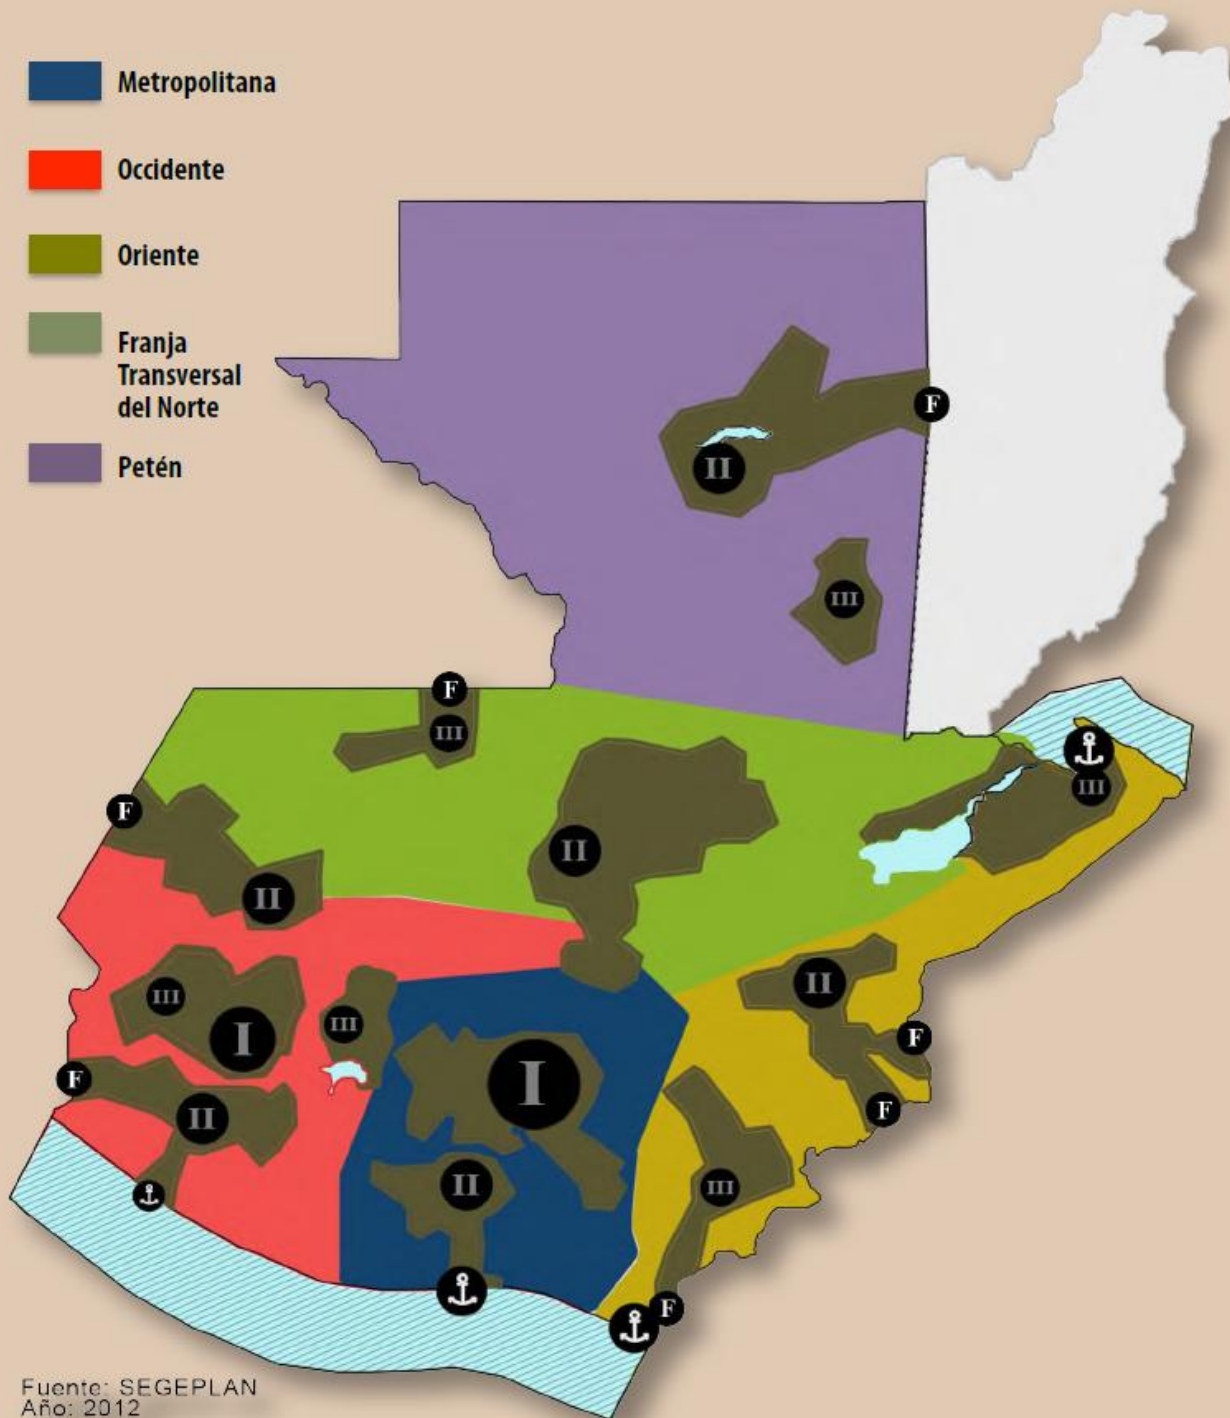 Metropolitana
Occidente
Oriente
Franja
Transversal
del Norte
Petén
F
II
III
F
III
III
F
II
II
III
I
III
II
F
F
I
F
II
II
III
F
Fuente: SEGEPLAN
Año: 2012